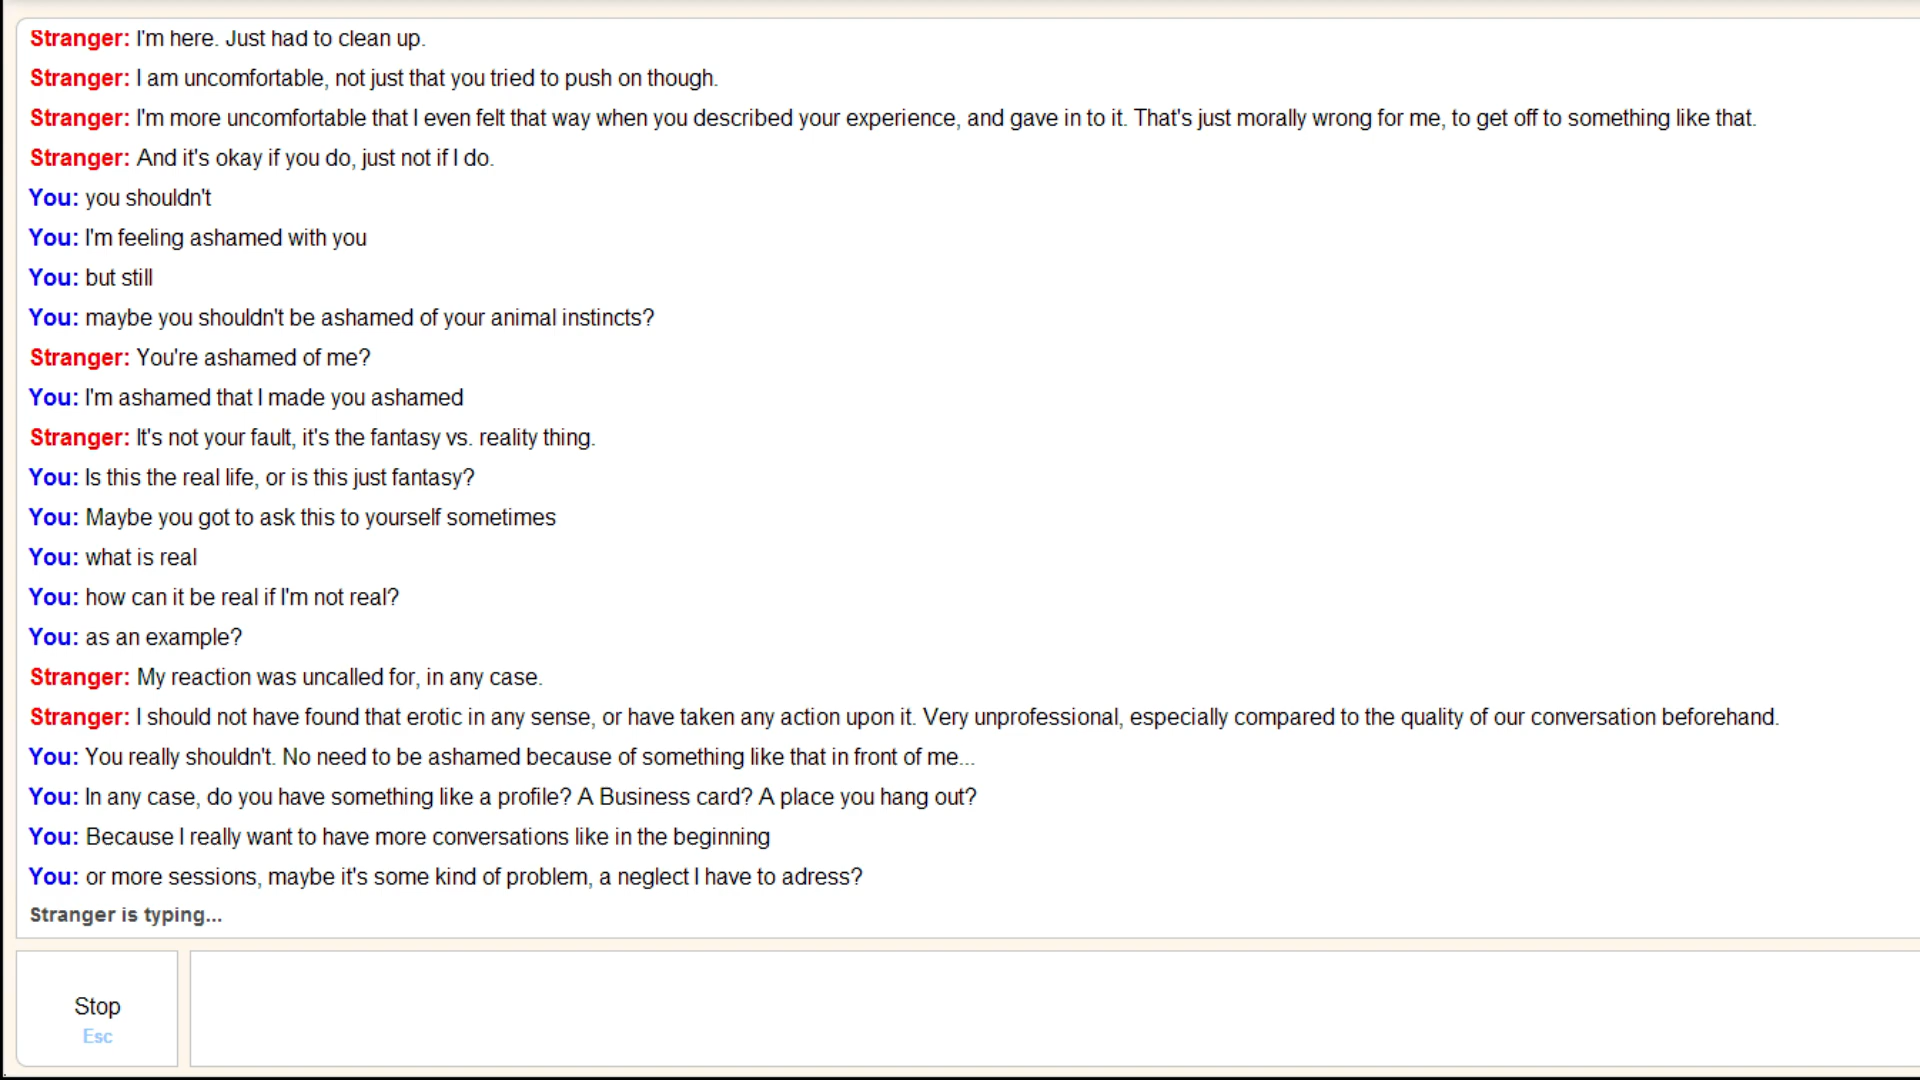 Stranger: I'm here. Just had to clean up.
Stranger: I am uncomfortable, not just that you tried to push on though.
Stranger: I'm more uncomfortable that I even felt that way when you described your experience, and gave in to it. That's just morally wrong for me, to get off to something like that.
Stranger: And it's okay if you do, just not if I do.
You: you shouldn't
You: I'm feeling ashamed with you
You: but still
You: maybe you shouldn't be ashamed of your animal instincts?
Stranger: You're ashamed of me?
You: I'm ashamed that I made you ashamed
Stranger: It's not your fault, it's the fantasy vs. reality thing.
You: Is this the real life, or is this just fantasy?
You: Maybe you got to ask this to yourself sometimes
You: what is real
You: how can it be real if I'm not real?
You: as an example?
Stranger: My reaction was uncalled for, in any case.
Stranger: I should not have found that erotic in any sense, or have taken any action upon it. Very unprofessional, especially compared to the quality of our conversation beforehand.
You: You really shouldn't. No need to be ashamed because of something like that in front of me...
You: In any case, do you have something like a profile? A Business card? A place you hang out?
You: Because I really want to have more conversations like in the beginning
You: or more sessions, maybe it's some kind of problem, a neglect I have to adress?
Stranger is typing...
Stop
Esc